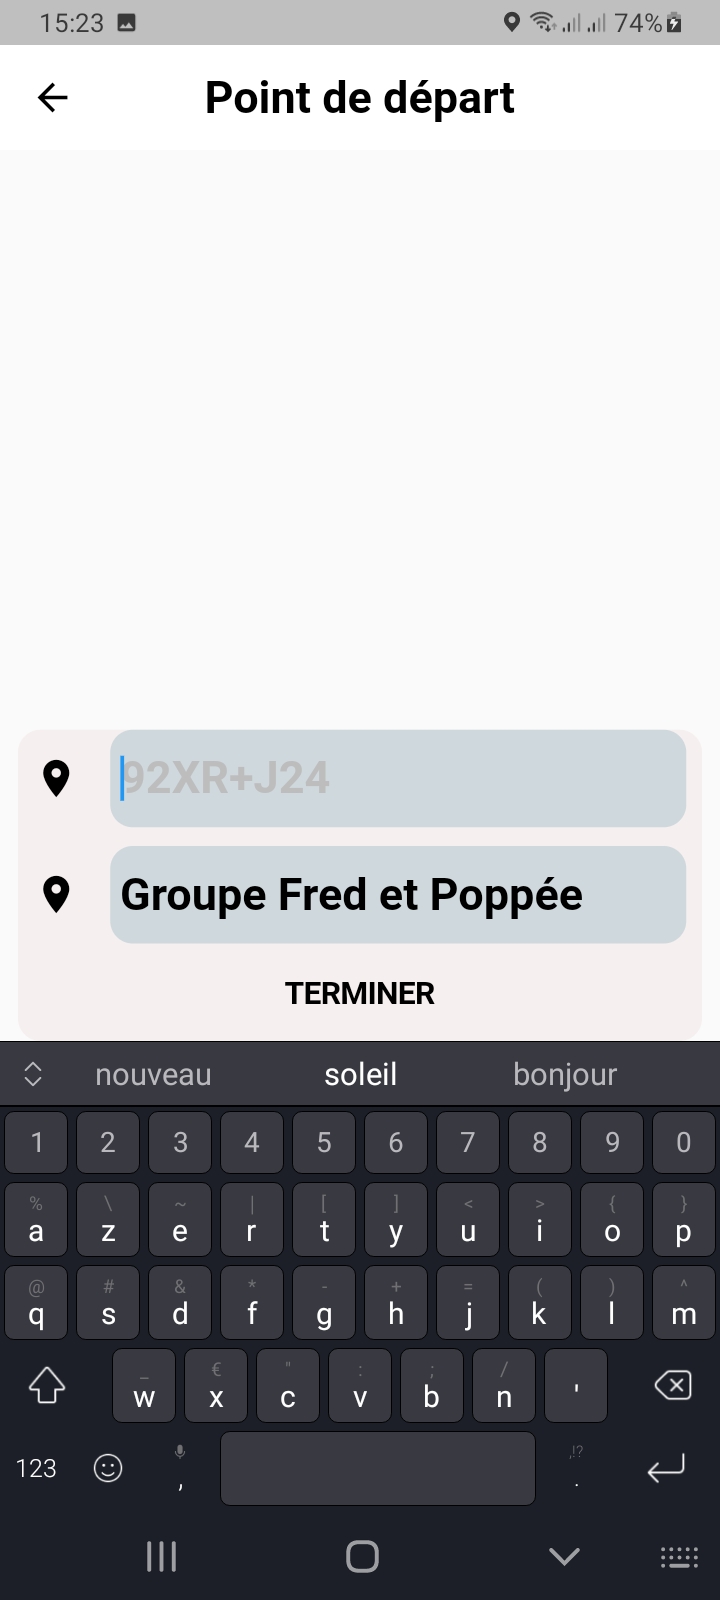 15:23 74%
Point de départ
92XR+J24
Groupe Fred et Poppée
TERMINER
nouveau soleil bonjour
1 2 3 4 5 6 7 8 9 0
% \ ~ | [ ] < > { }
a z e r t y u i o p
@ # & * - + = ( ) ^
q s d f g h j k l m
_ € " : ; /
w x c v b n '
,!?
123 , .